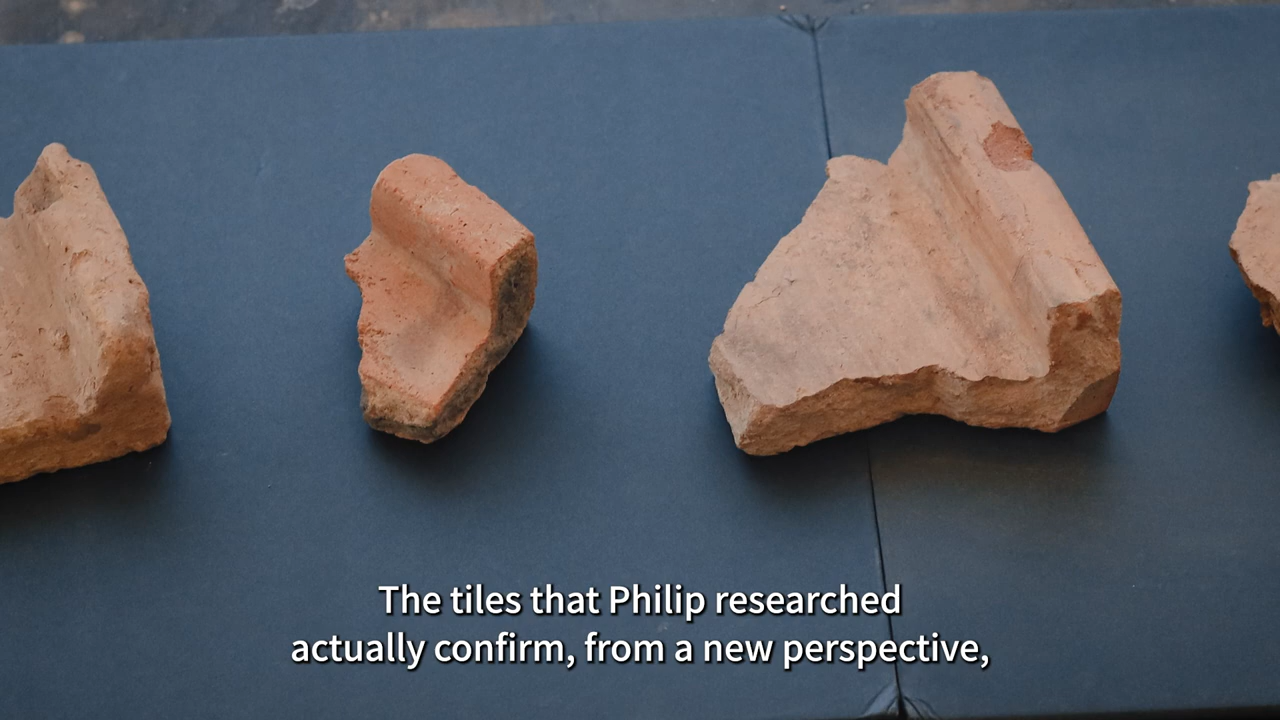 The tiles that Philip researched
actually confirm, from a new perspective,